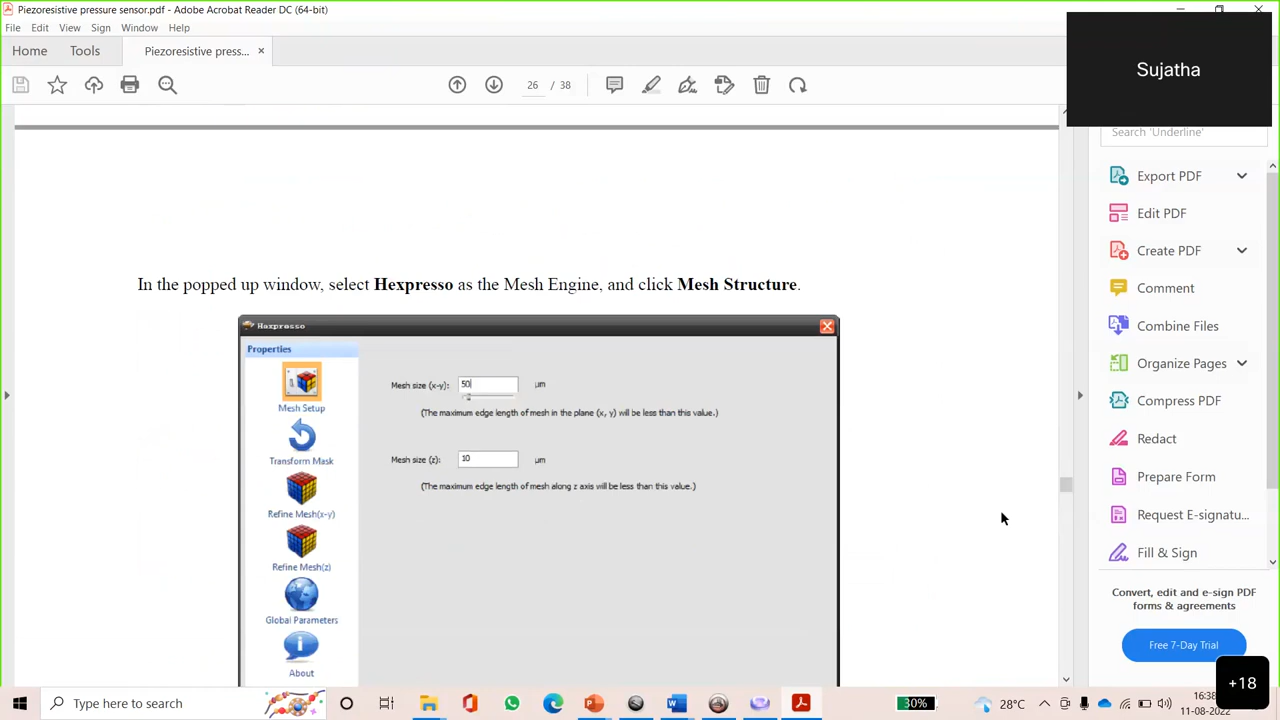 Piezoresistive pressure sensor.pdf - Adobe Acrobat Reader DC (64-bit)
File Edit View Sign Window Help
Home Tools Piezoresistive press... ×
26 / 38
Sujatha
Search 'Underline'
Export PDF
Edit PDF
Create PDF
Comment
Combine Files
Organize Pages
Compress PDF
Redact
Prepare Form
Request E-signatu...
Fill & Sign
Convert, edit and e-sign PDF
forms & agreements
Free 7-Day Trial
In the popped up window, select Hexpresso as the Mesh Engine, and click Mesh Structure.
Hexpresso
Properties
Mesh Setup
Transform Mask
Refine Mesh(x-y)
Refine Mesh(z)
Global Parameters
About
Mesh size (x-y): 50 μm
(The maximum edge length of mesh in the plane (x, y) will be less than this value.)
Mesh size (z): 10 μm
(The maximum edge length of mesh along z axis will be less than this value.)
+18
Type here to search
30%
28°C
16:38
11-08-2022